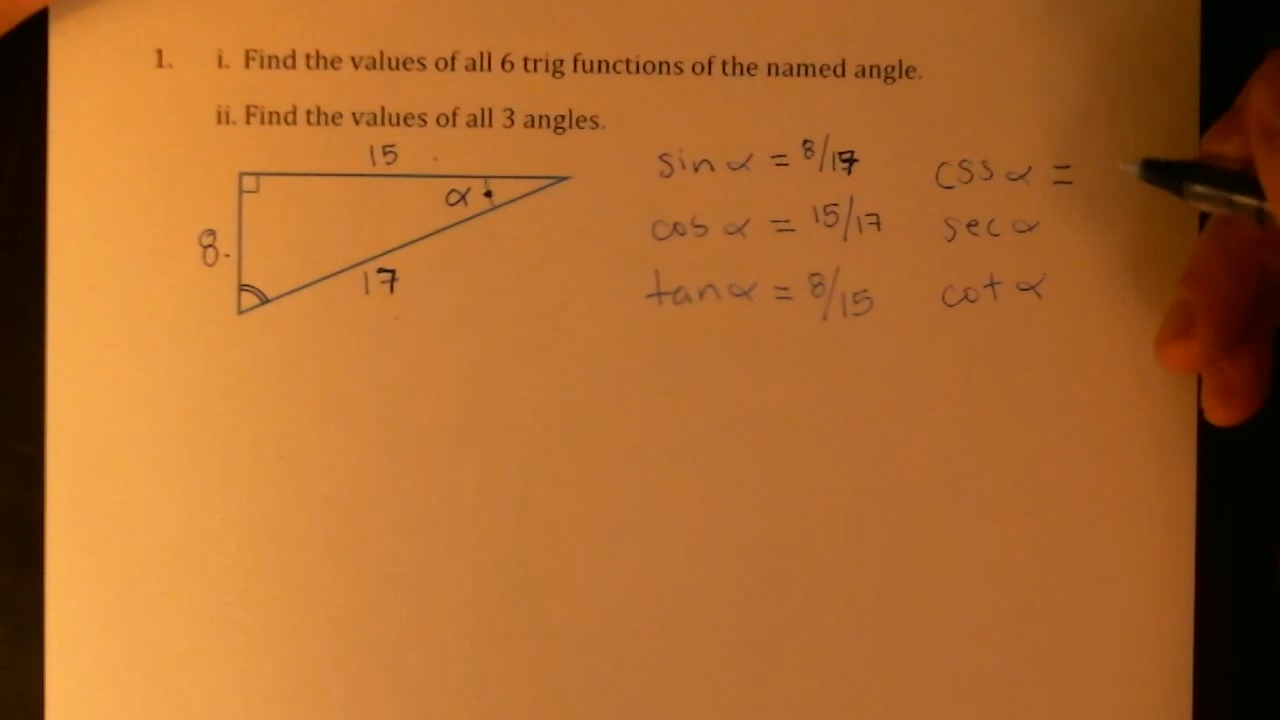 1. i. Find the values of all 6 trig functions of the named angle.
ii. Find the values of all 3 angles.
15
α
8.
17
sin α = 8/17
cos α = 15/17
tan α = 8/15
css α =
sec α
cot α